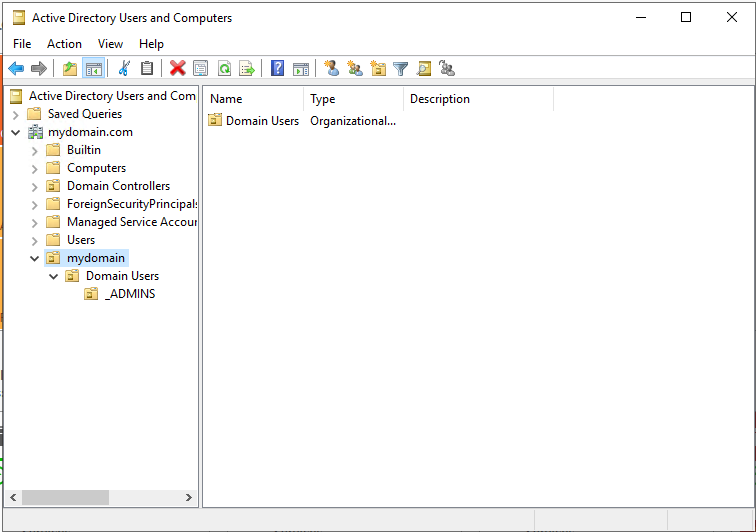 Active Directory Users and Computers
File Action View Help
Active Directory Users and Com
Saved Queries
mydomain.com
Builtin
Computers
Domain Controllers
ForeignSecurityPrincipals
Managed Service Accour
Users
mydomain
Domain Users
_ADMINS
Name Type Description
Domain Users Organizational...